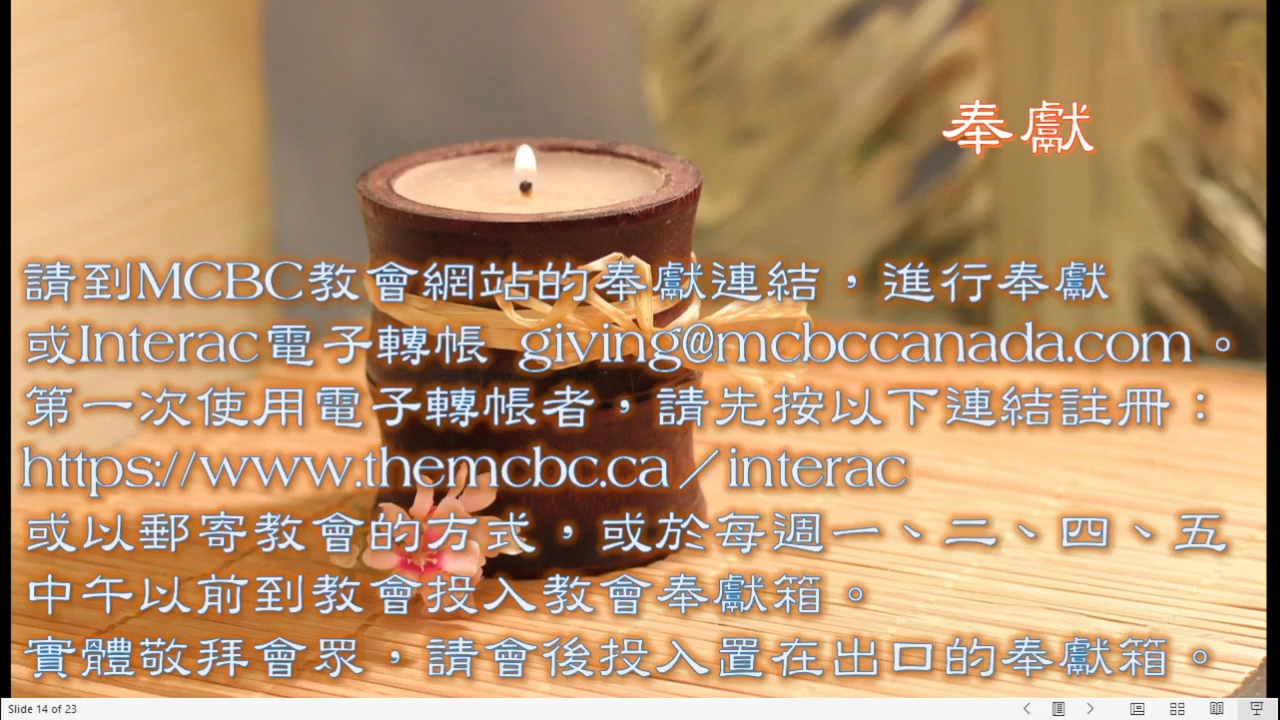 奉獻
請到MCBC教會網站的奉獻連結，進行奉獻
或Interac電子轉帳 giving@mcbccanada.com。
第一次使用電子轉帳者，請先按以下連結註冊：
https://www.themcbc.ca／interac
或以郵寄教會的方式，或於每週一、二、四、五
中午以前到教會投入教會奉獻箱。
實體敬拜會眾，請會後投入置在出口的奉獻箱。
Slide 14 of 23